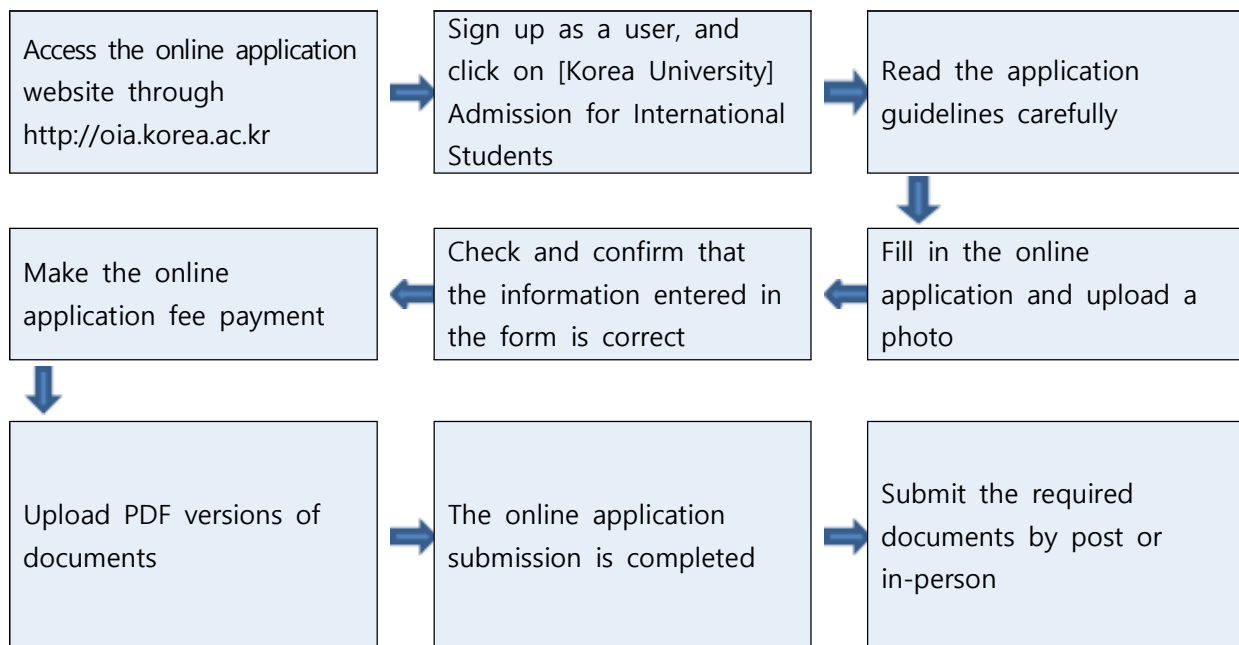 Access the online application
website through
http://oia.korea.ac.kr
Sign up as a user, and
click on [Korea University]
Admission for International
Students
Read the application
guidelines carefully
Fill in the online
application and upload a
photo
Check and confirm that
the information entered in
the form is correct
Make the online
application fee payment
Upload PDF versions of
documents
The online application
submission is completed
Submit the required
documents by post or
in-person